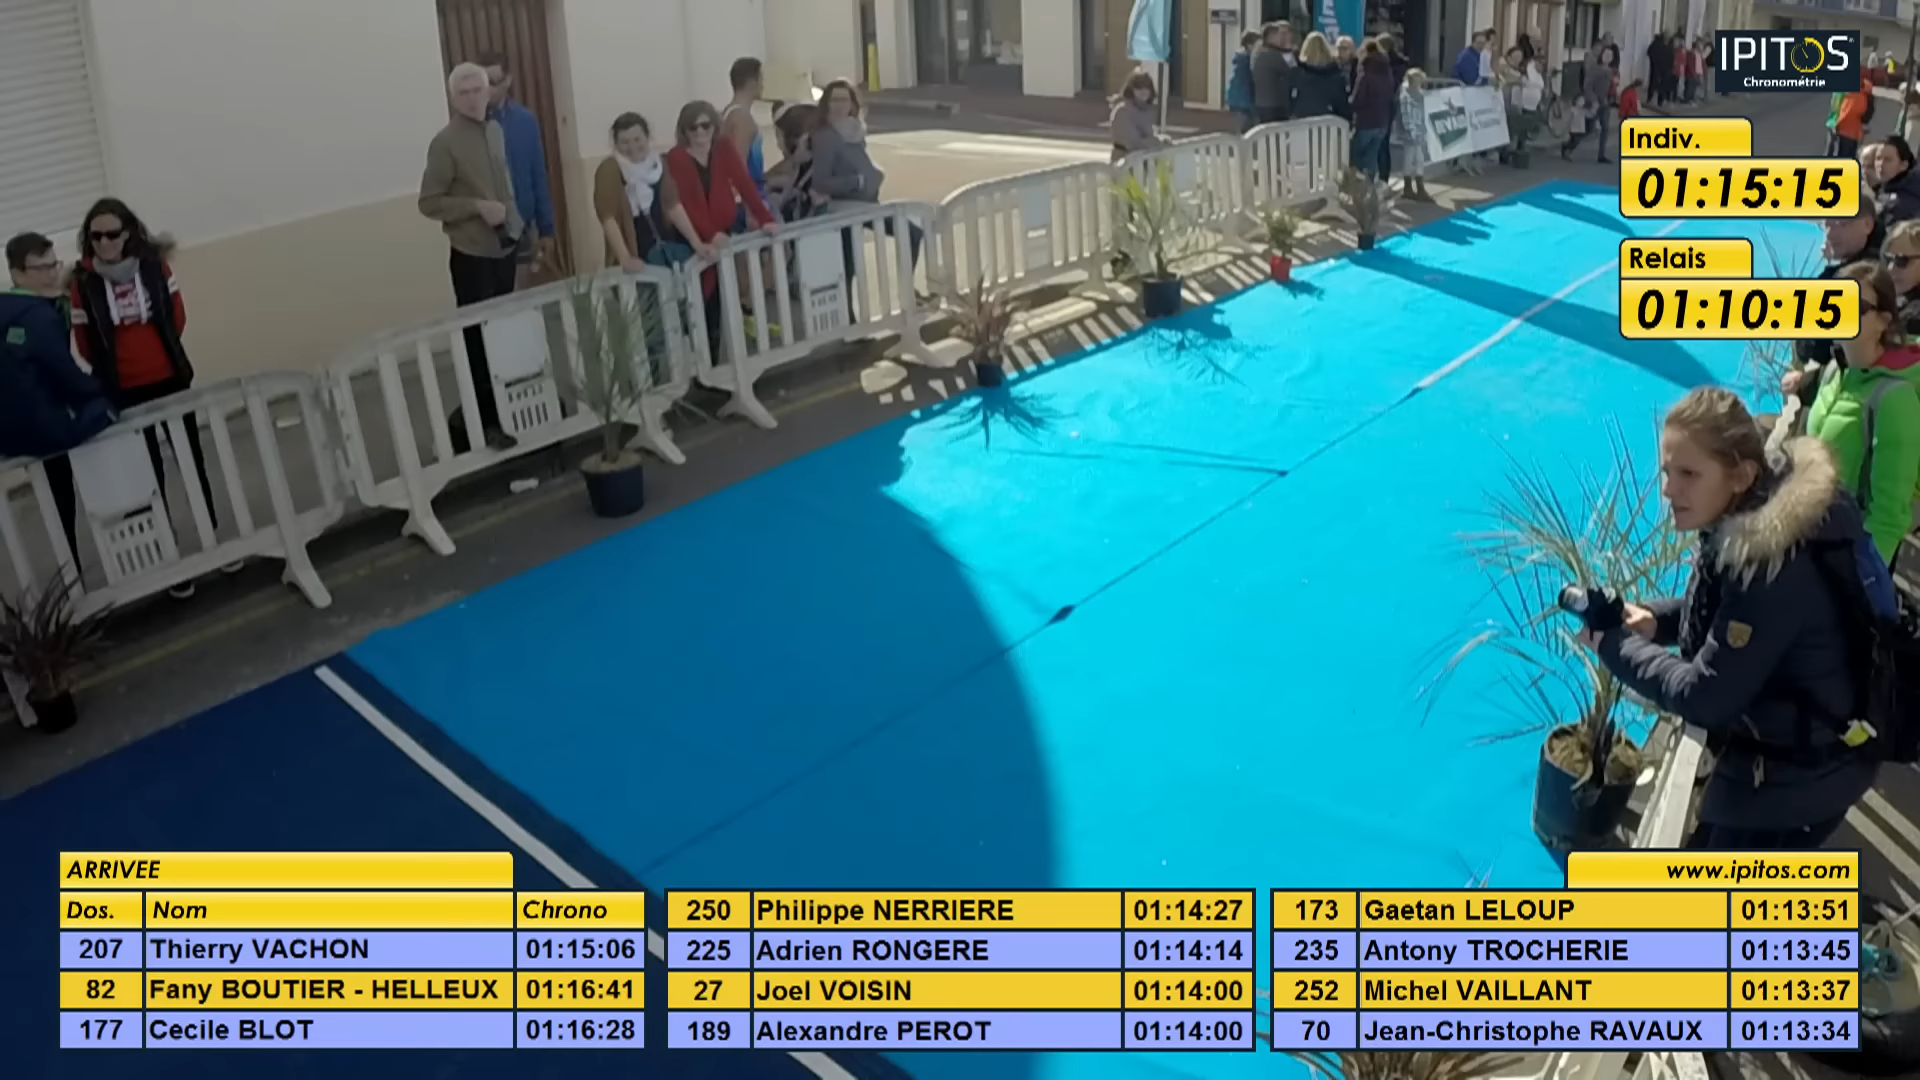 IPITOS
Chronométrie
Indiv.
01:15:15
Relais
01:10:15
ARRIVEE
www.ipitos.com
Dos. Nom Chrono
207 Thierry VACHON 01:15:06
82 Fany BOUTIER - HELLEUX 01:16:41
177 Cecile BLOT 01:16:28
250 Philippe NERRIERE 01:14:27
225 Adrien RONGERE 01:14:14
27 Joel VOISIN 01:14:00
189 Alexandre PEROT 01:14:00
173 Gaetan LELOUP 01:13:51
235 Antony TROCHERIE 01:13:45
252 Michel VAILLANT 01:13:37
70 Jean-Christophe RAVAUX 01:13:34